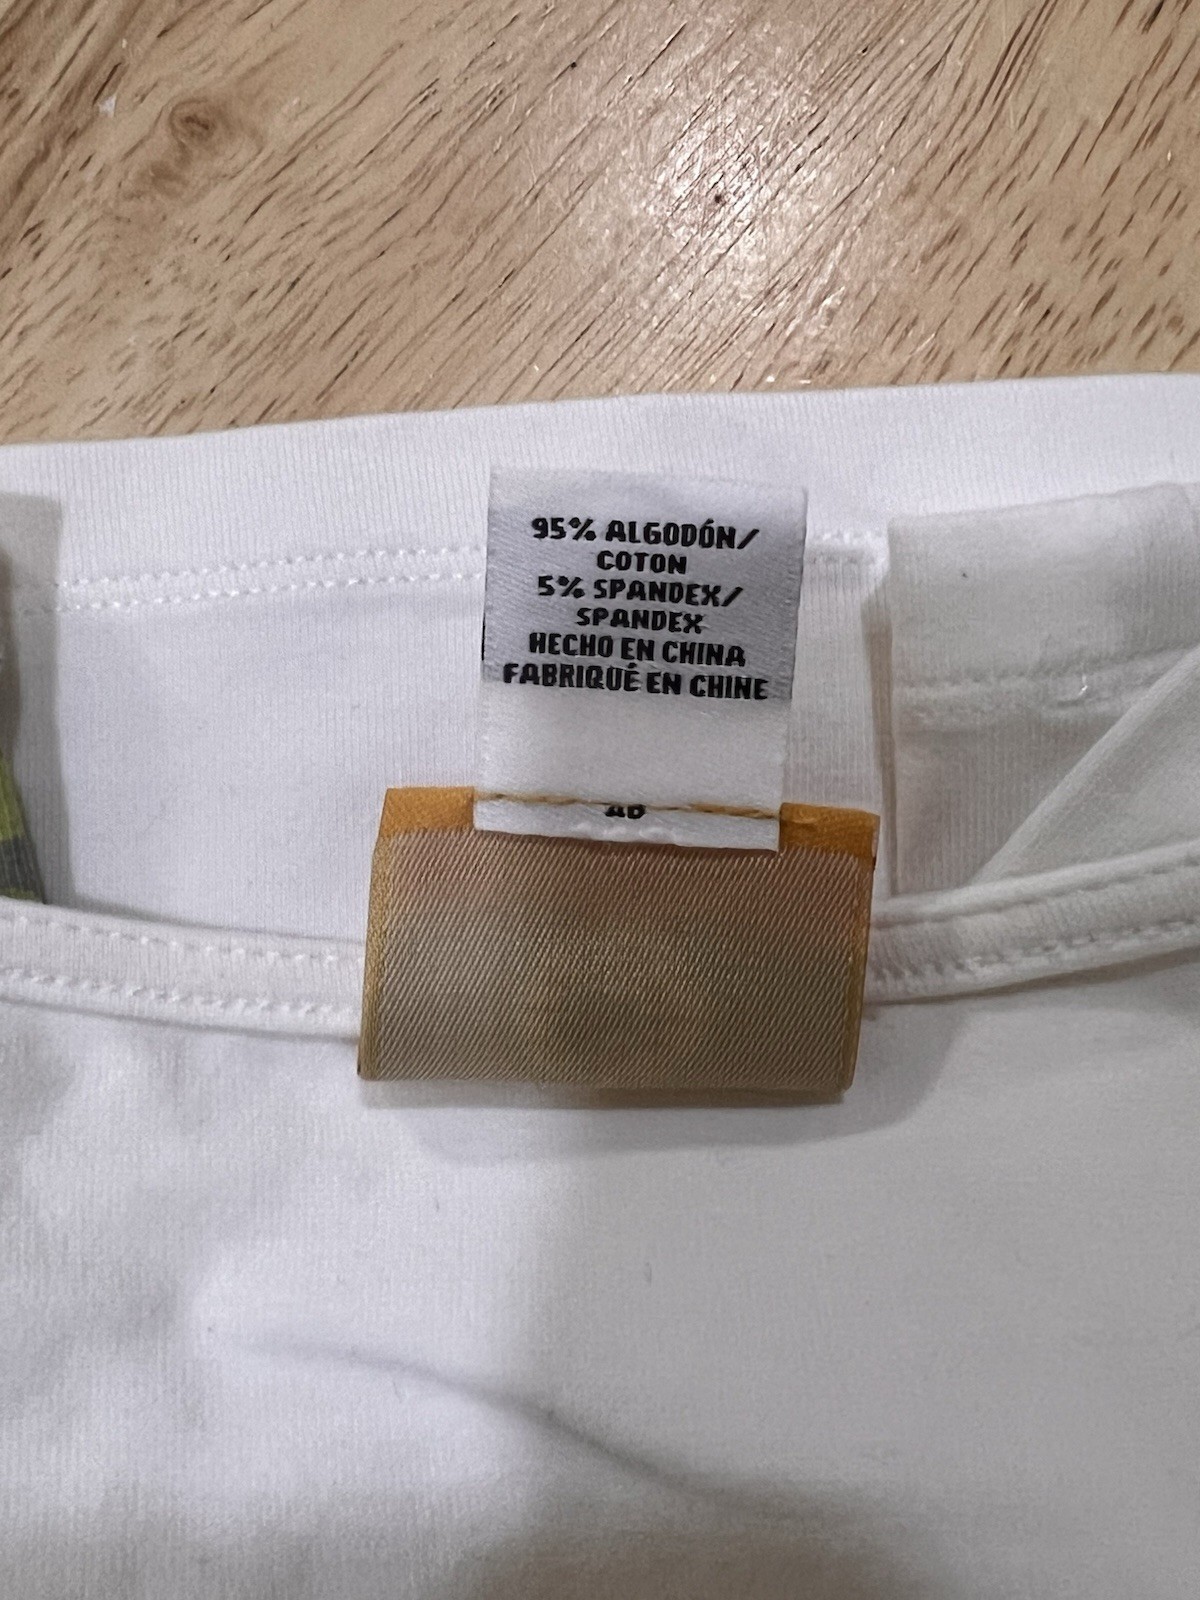 95% ALGODÓN/
COTON
5% SPANDEX/
SPANDEX
HECHO EN CHINA
FABRIQUÉ EN CHINE